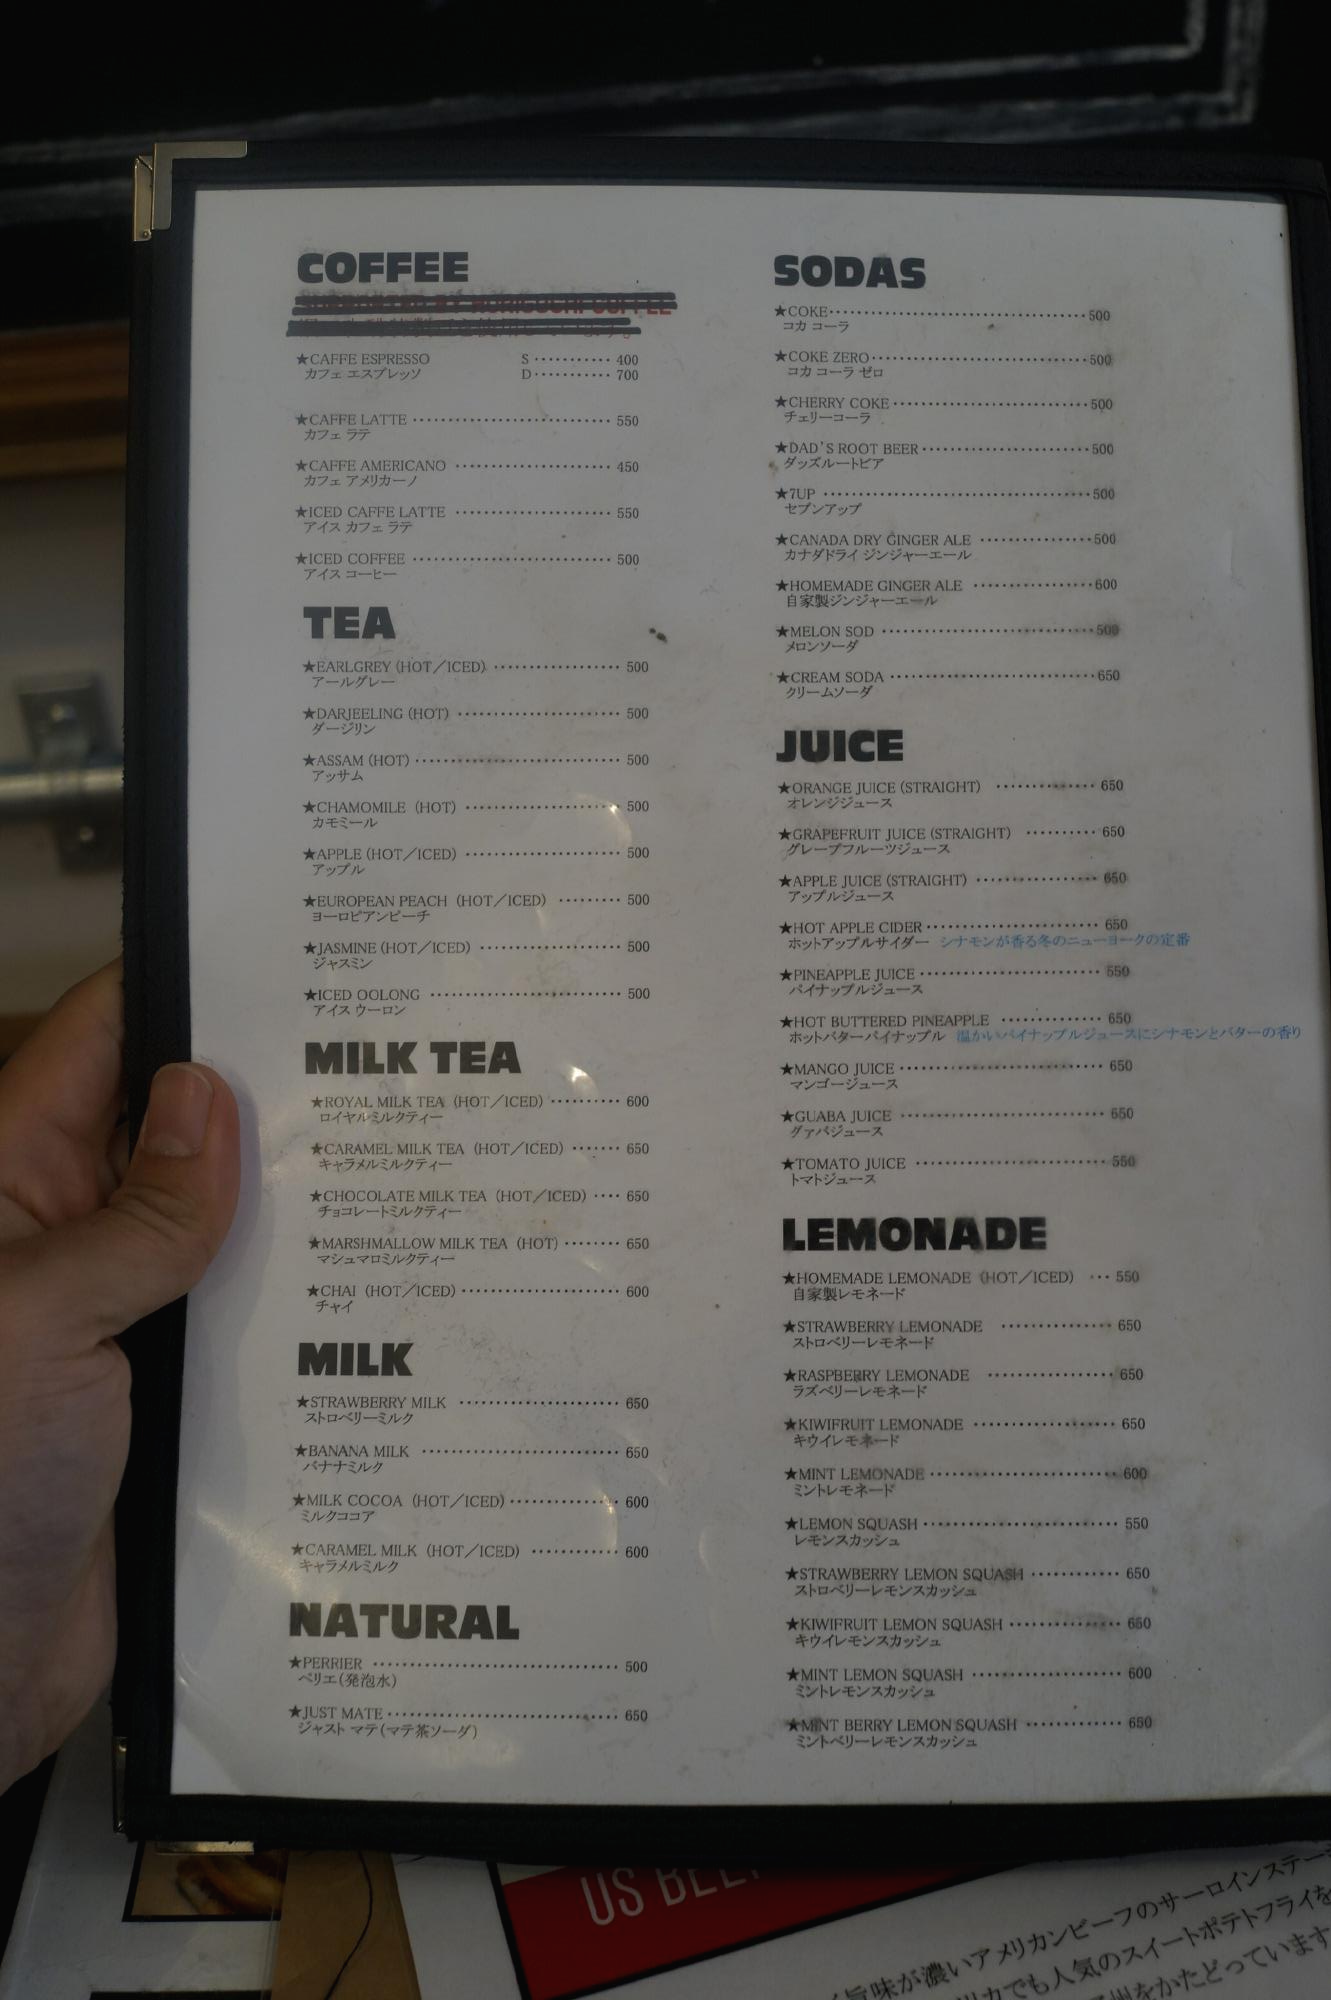 COFFEE
★CAFFE ESPRESSO S ··········· 400
カフェ エスプレッソ D ··········· 700
★CAFFE LATTE ··········· 550
カフェ ラテ
★CAFFE AMERICANO ··········· 450
カフェ アメリカーノ
★ICED CAFFE LATTE ··········· 550
アイス カフェ ラテ
★ICED COFFEE ··········· 500
アイス コーヒー
TEA
★EARLGREY (HOT/ICED) ··········· 500
アールグレー
★DARJEELING (HOT) ··········· 500
ダージリン
★ASSAM (HOT) ··········· 500
アッサム
★CHAMOMILE (HOT) ··········· 500
カモミール
★APPLE (HOT/ICED) ··········· 500
アップル
★EUROPEAN PEACH (HOT/ICED) ········· 500
ヨーロピアンピーチ
★JASMINE (HOT/ICED) ··········· 500
ジャスミン
★ICED OOLONG ··········· 500
アイス ウーロン
MILK TEA
★ROYAL MILK TEA (HOT/ICED) ··········· 600
ロイヤルミルクティー
★CARAMEL MILK TEA (HOT/ICED) ······· 650
キャラメルミルクティー
★CHOCOLATE MILK TEA (HOT/ICED) ···· 650
チョコレートミルクティー
★MARSHMALLOW MILK TEA (HOT) ········ 650
マシュマロミルクティー
★CHAI (HOT/ICED) ··········· 600
チャイ
MILK
★STRAWBERRY MILK ··········· 650
ストロベリーミルク
★BANANA MILK ··········· 650
バナナミルク
★MILK COCOA (HOT/ICED) ··········· 600
ミルクココア
★CARAMEL MILK (HOT/ICED) ··········· 600
キャラメルミルク
NATURAL
★PERRIER ··········· 500
ペリエ(発泡水)
★JUST MATE ··········· 650
ジャスト マテ(マテ茶ソーダ)
SODAS
★COKE ··········· 500
コカ コーラ
★COKE ZERO ··········· 500
コカ コーラ ゼロ
★CHERRY COKE ··········· 500
チェリーコーラ
★DAD'S ROOT BEER ··········· 500
ダッズルートビア
★7UP ··········· 500
セブンアップ
★CANADA DRY GINGER ALE ··········· 500
カナダドライ ジンジャーエール
★HOMEMADE GINGER ALE ··········· 600
自家製ジンジャーエール
★MELON SOD ··········· 500
メロンソーダ
★CREAM SODA ··········· 650
クリームソーダ
JUICE
★ORANGE JUICE (STRAIGHT) ··········· 650
オレンジジュース
★GRAPEFRUIT JUICE (STRAIGHT) ·········· 650
グレープフルーツジュース
★APPLE JUICE (STRAIGHT) ··········· 650
アップルジュース
★HOT APPLE CIDER ··········· 650
ホットアップルサイダー シナモンが香る冬のニューヨークの定番
★PINEAPPLE JUICE ··········· 550
パイナップルジュース
★HOT BUTTERED PINEAPPLE ··········· 650
ホットバターパイナップル 温かいパイナップルジュースにシナモンとバターの香り
★MANGO JUICE ··········· 650
マンゴージュース
★GUABA JUICE ··········· 650
グァバジュース
★TOMATO JUICE ··········· 550
トマトジュース
LEMONADE
★HOMEMADE LEMONADE (HOT/ICED) ··· 550
自家製レモネード
★STRAWBERRY LEMONADE ··········· 650
ストロベリーレモネード
★RASPBERRY LEMONADE ··········· 650
ラズベリーレモネード
★KIWIFRUIT LEMONADE ··········· 650
キウイレモネード
★MINT LEMONADE ··········· 600
ミントレモネード
★LEMON SQUASH ··········· 550
レモンスカッシュ
★STRAWBERRY LEMON SQUASH ··········· 650
ストロベリーレモンスカッシュ
★KIWIFRUIT LEMON SQUASH ··········· 650
キウイレモンスカッシュ
★MINT LEMON SQUASH ··········· 600
ミントレモンスカッシュ
★MINT BERRY LEMON SQUASH ··········· 650
ミントベリーレモンスカッシュ
US BEEF
旨味が濃いアメリカンビーフのサーロインステー
リカでも人気のスイートポテトフライを
州をかたどっています